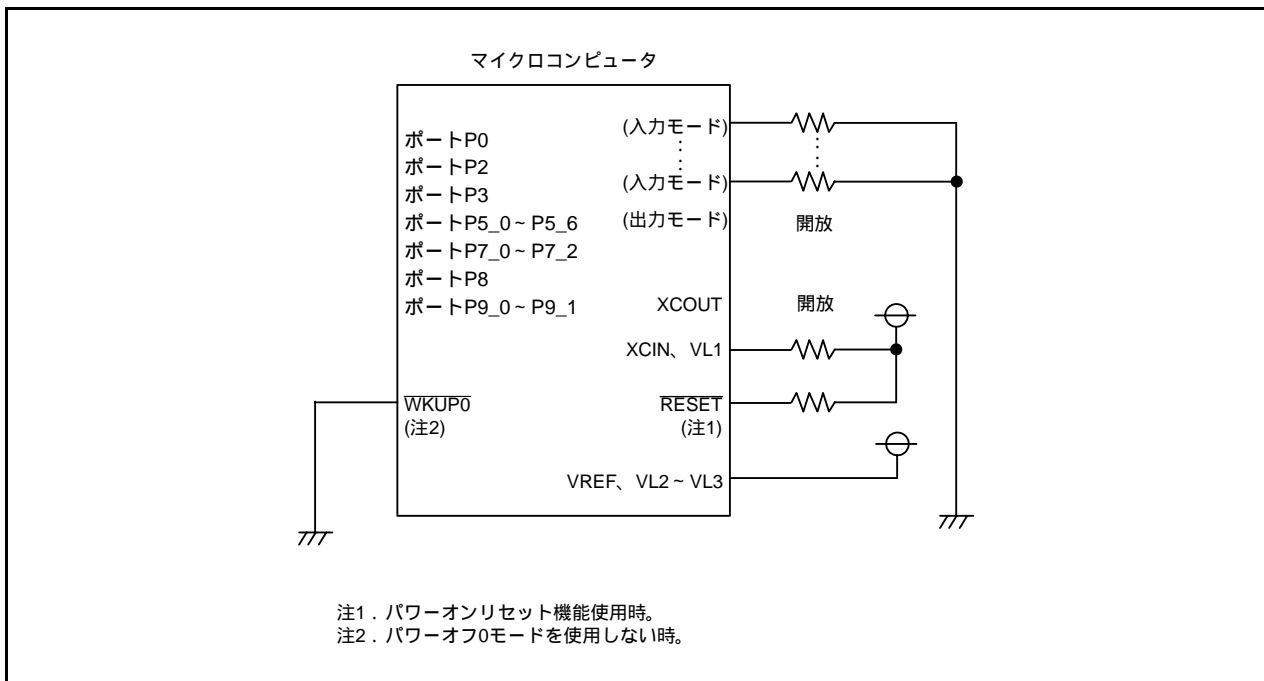 マイクロコンピュータ
ポートP0
ポートP2
ポートP3
ポートP5_0~P5_6
ポートP7_0~P7_2
ポートP8
ポートP9_0~P9_1
(入力モード)
(入力モード)
(出力モード)
開放
XCOUT
開放
XCIN、VL1
WKUP0
(注2)
RESET
(注1)
VREF、VL2~VL3
注1.パワーオンリセット機能使用時。
注2.パワーオフ0モードを使用しない時。